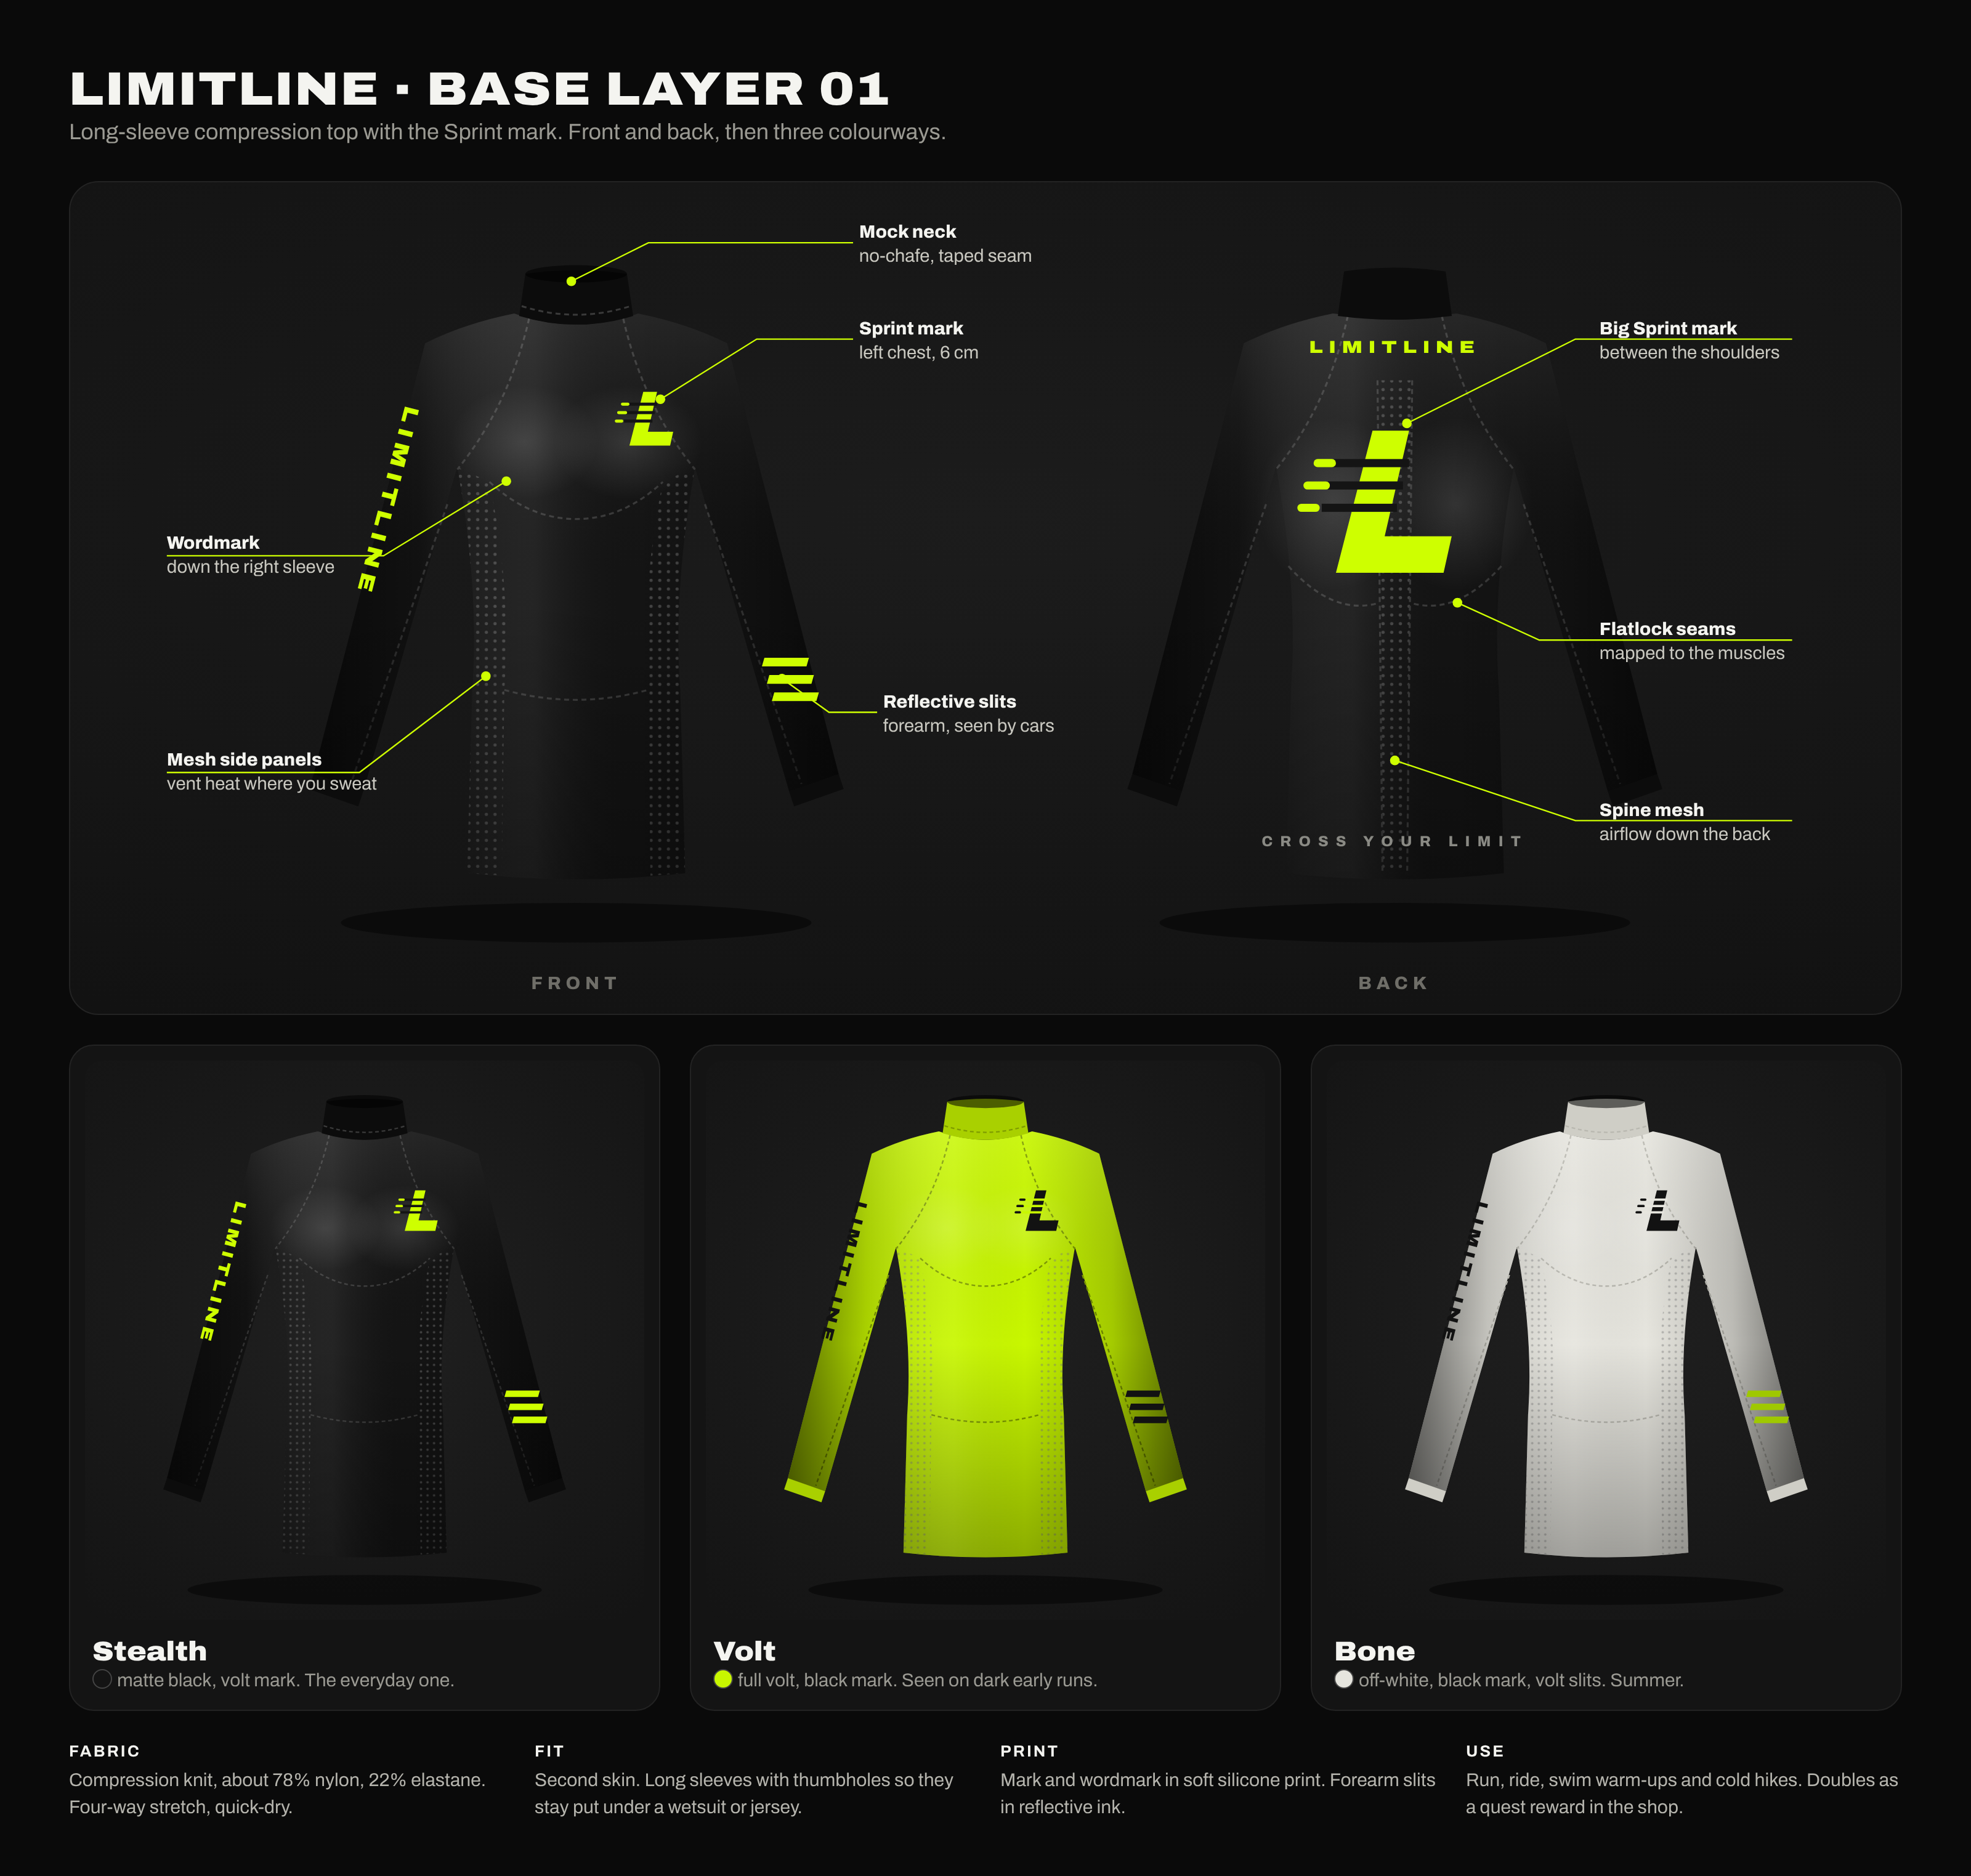 LIMITLINE · BASE LAYER 01
Long-sleeve compression top with the Sprint mark. Front and back, then three colourways.
Mock neck
no-chafe, taped seam
Sprint mark
left chest, 6 cm
L
LIMITLINE
Wordmark
down the right sleeve
Mesh side panels
vent heat where you sweat
Reflective slits
forearm, seen by cars
FRONT
LIMITLINE
L
Big Sprint mark
between the shoulders
Flatlock seams
mapped to the muscles
Spine mesh
airflow down the back
CROSS YOUR LIMIT
BACK
LIMITLINE
L
Stealth
matte black, volt mark. The everyday one.
LIMITLINE
L
Volt
full volt, black mark. Seen on dark early runs.
LIMITLINE
L
Bone
off-white, black mark, volt slits. Summer.
FABRIC
Compression knit, about 78% nylon, 22% elastane.
Four-way stretch, quick-dry.
FIT
Second skin. Long sleeves with thumbholes so they
stay put under a wetsuit or jersey.
PRINT
Mark and wordmark in soft silicone print. Forearm slits
in reflective ink.
USE
Run, ride, swim warm-ups and cold hikes. Doubles as
a quest reward in the shop.